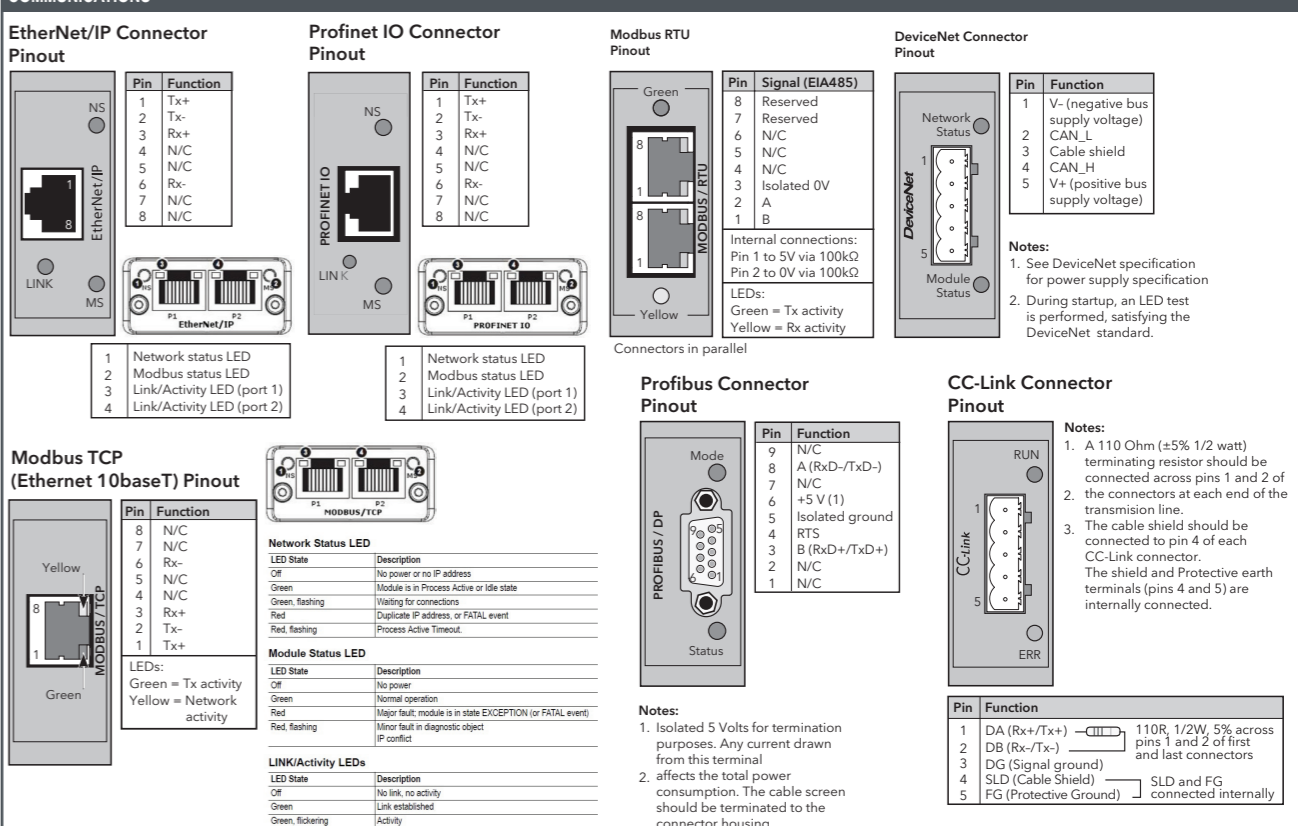 COMMUNICATIONS
EtherNet/IP Connector
Pinout
NS
1
8
EtherNet/IP
LINK
MS
Pin Function
1 Tx+
2 Tx-
3 Rx+
4 N/C
5 N/C
6 Rx-
7 N/C
8 N/C
3 4
1 NS MS 2
P1 P2
EtherNet/IP
1 Network status LED
2 Modbus status LED
3 Link/Activity LED (port 1)
4 Link/Activity LED (port 2)
Profinet IO Connector
Pinout
NS
PROFINET IO
LINK
MS
Pin Function
1 Tx+
2 Tx-
3 Rx+
4 N/C
5 N/C
6 Rx-
7 N/C
8 N/C
3 4
1 NS MS 2
P1 P2
PROFINET IO
1 Network status LED
2 Modbus status LED
3 Link/Activity LED (port 1)
4 Link/Activity LED (port 2)
Modbus RTU
Pinout
Green
8
1
8
1
MODBUS / RTU
Yellow
Connectors in parallel
Pin Signal (EIA485)
8 Reserved
7 Reserved
6 N/C
5 N/C
4 N/C
3 Isolated 0V
2 A
1 B
Internal connections:
Pin 1 to 5V via 100kΩ
Pin 2 to 0V via 100kΩ
LEDs:
Green = Tx activity
Yellow = Rx activity
DeviceNet Connector
Pinout
Network
Status
1
DeviceNet
5
Module
Status
Pin Function
1 V– (negative bus
supply voltage)
2 CAN_L
3 Cable shield
4 CAN_H
5 V+ (positive bus
supply voltage)
Notes:
1. See DeviceNet specification
for power supply specification
2. During startup, an LED test
is performed, satisfying the
DeviceNet standard.
Modbus TCP
(Ethernet 10baseT) Pinout
Yellow
8
1
MODBUS / TCP
Green
Pin Function
8 N/C
7 N/C
6 Rx–
5 N/C
4 N/C
3 Rx+
2 Tx–
1 Tx+
LEDs:
Green = Tx activity
Yellow = Network
activity
3 4
1 NS MS 2
P1 P2
MODBUS/TCP
Network Status LED
LED State Description
Off No power or no IP address
Green Module is in Process Active or Idle state
Green, flashing Waiting for connections
Red Duplicate IP address, or FATAL event
Red, flashing Process Active Timeout.
Module Status LED
LED State Description
Off No power
Green Normal operation
Red Major fault; module is in state EXCEPTION (or FATAL event)
Red, flashing Minor fault in diagnostic object
IP conflict
LINK/Activity LEDs
LED State Description
Off No link, no activity
Green Link established
Green, flickering Activity
Profibus Connector
Pinout
Mode
9 5
6 1
PROFIBUS / DP
Status
Pin Function
9 N/C
8 A (RxD–/TxD–)
7 N/C
6 +5 V (1)
5 Isolated ground
4 RTS
3 B (RxD+/TxD+)
2 N/C
1 N/C
Notes:
1. Isolated 5 Volts for termination
purposes. Any current drawn
from this terminal
2. affects the total power
consumption. The cable screen
should be terminated to the
connector housing
CC-Link Connector
Pinout
RUN
1
CC-Link
5
ERR
Notes:
1. A 110 Ohm (±5% 1/2 watt)
terminating resistor should be
connected across pins 1 and 2 of
2. the connectors at each end of the
transmision line.
3. The cable shield should be
connected to pin 4 of each
CC-Link connector.
The shield and Protective earth
terminals (pins 4 and 5) are
internally connected.
Pin Function
1 DA (Rx+/Tx+) 110R, 1/2W, 5% across
2 DB (Rx–/Tx–) pins 1 and 2 of first
and last connectors
3 DG (Signal ground)
4 SLD (Cable Shield) SLD and FG
5 FG (Protective Ground) connected internally